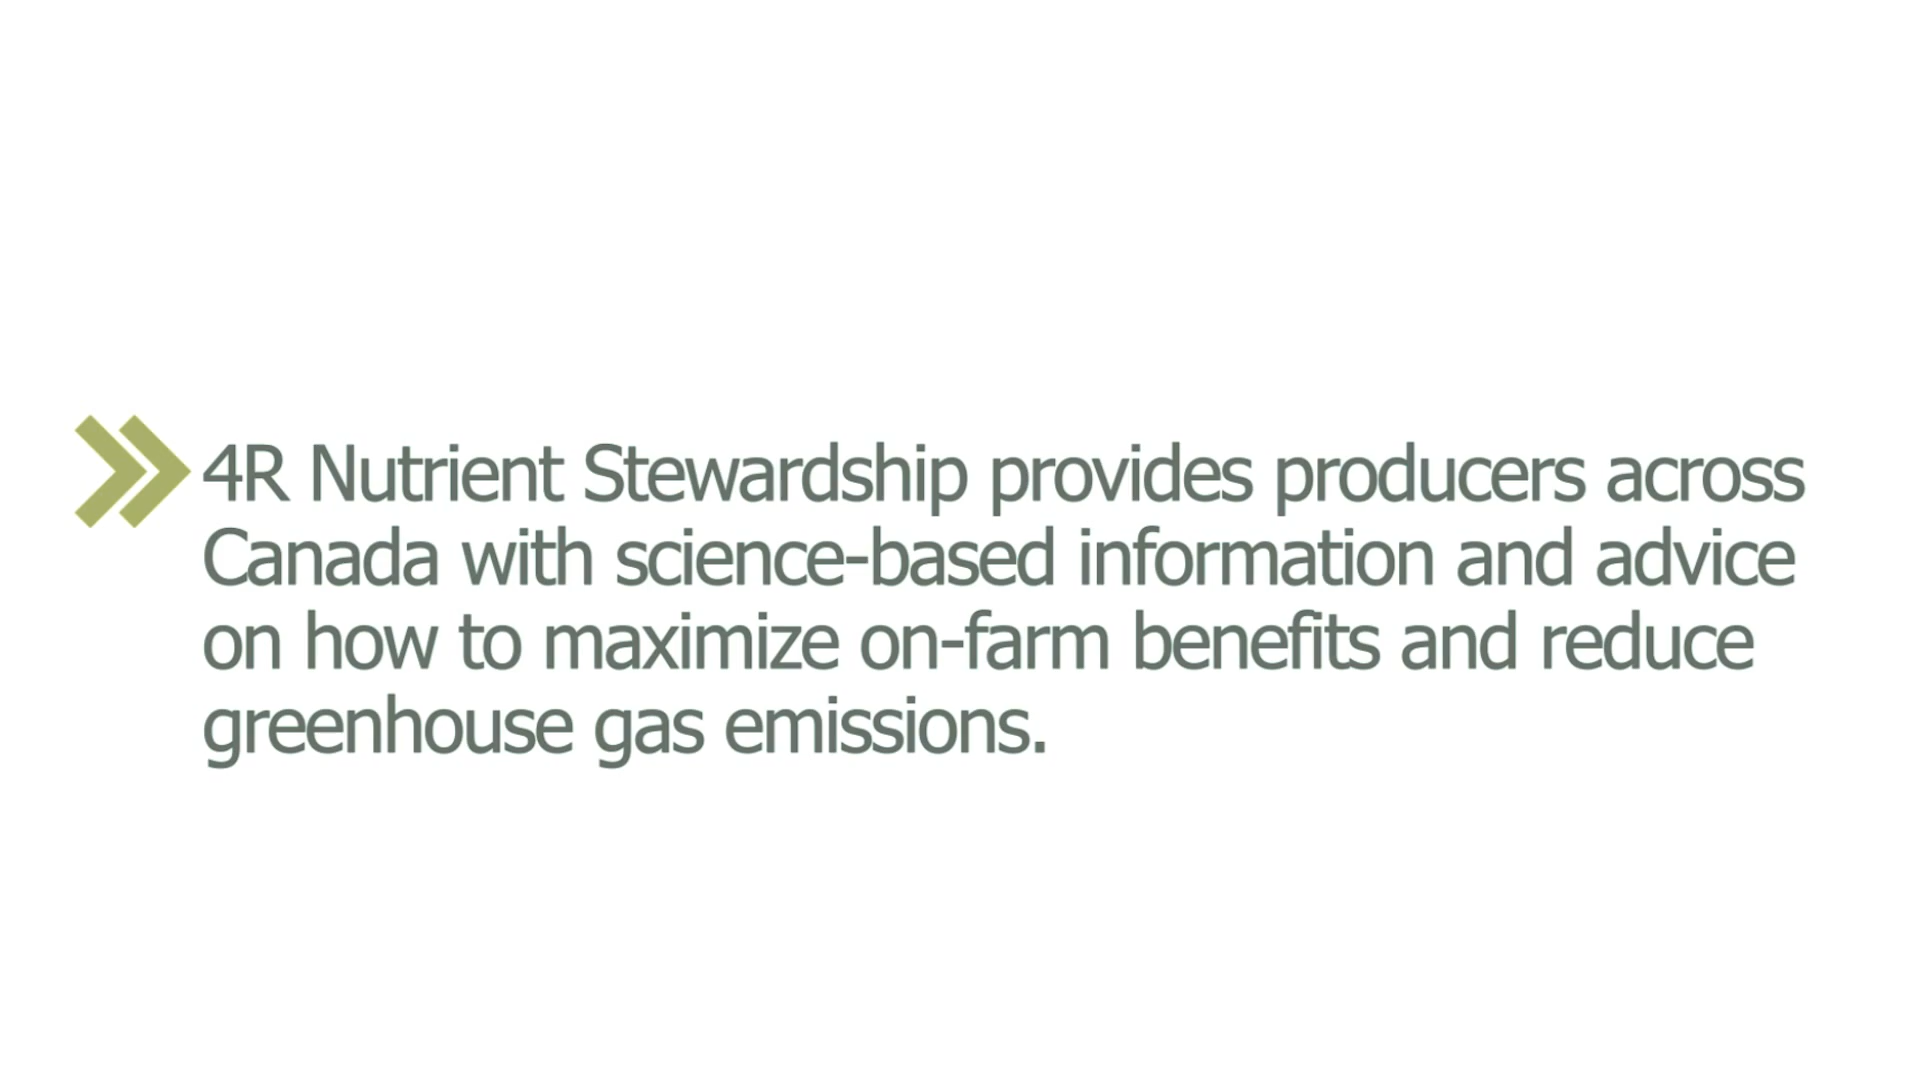 4R Nutrient Stewardship provides producers across
Canada with science-based information and advice
on how to maximize on-farm benefits and reduce
greenhouse gas emissions.